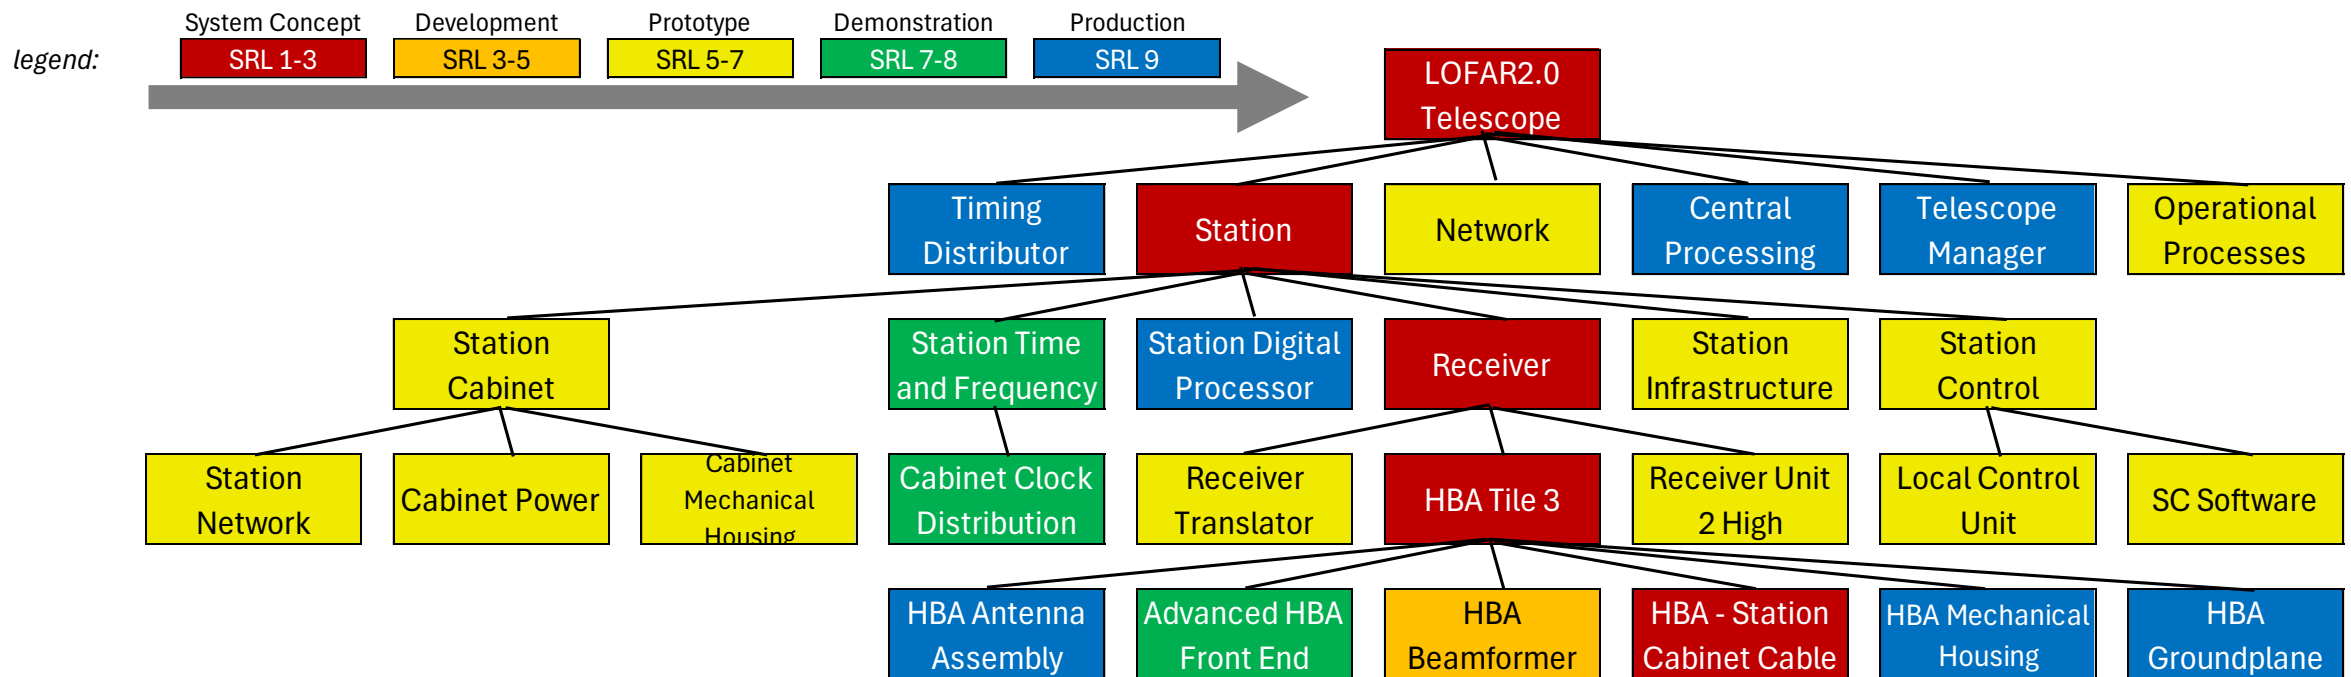 System Concept
Development
Prototype
Demonstration
Production
legend:
SRL 1-3
SRL 3-5
SRL 5-7
SRL 7-8
SRL 9
LOFAR2.0
Telescope
Timing
Distributor
Station
Network
Central
Processing
Telescope
Manager
Operational
Processes
Station
Cabinet
Station Time
and Frequency
Station Digital
Processor
Receiver
Station
Infrastructure
Station
Control
Station
Network
Cabinet Power
Cabinet
Mechanical
Housing
Cabinet Clock
Distribution
Receiver
Translator
HBA Tile 3
Receiver Unit
2 High
Local Control
Unit
SC Software
HBA Antenna
Assembly
Advanced HBA
Front End
HBA
Beamformer
HBA - Station
Cabinet Cable
HBA Mechanical
Housing
HBA
Groundplane